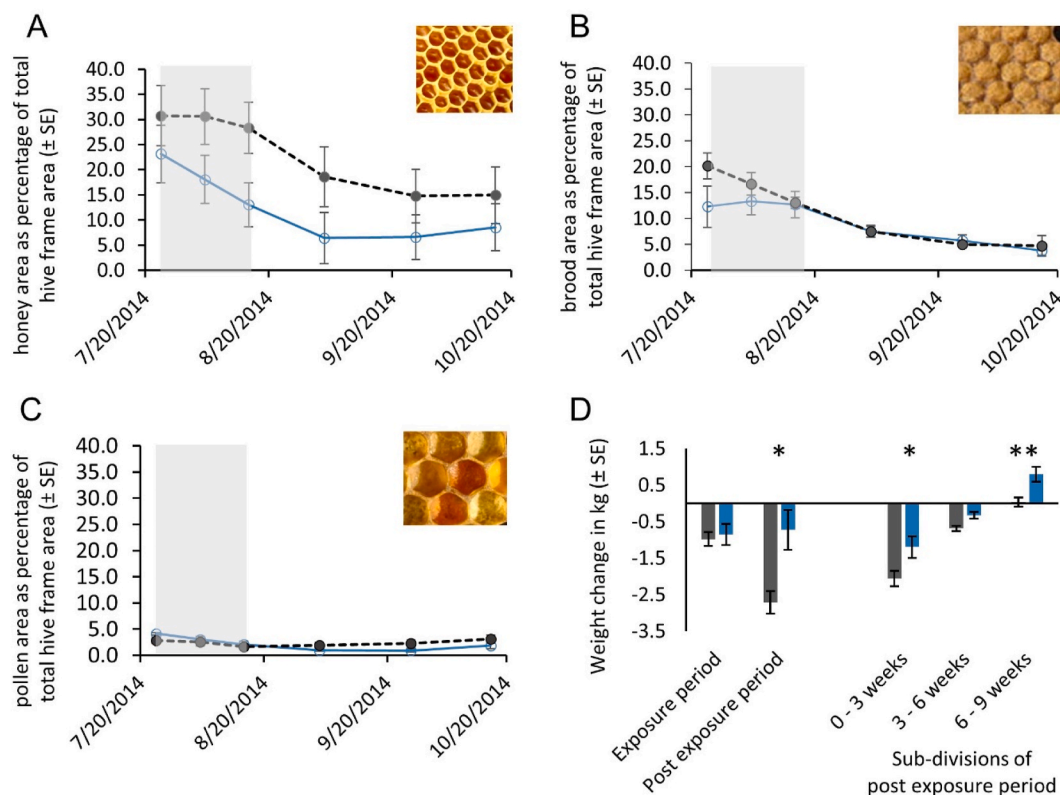 A
honey area as percentage of total
hive frame area (± SE)
40.0
35.0
30.0
25.0
20.0
15.0
10.0
5.0
0.0
7/20/2014
8/20/2014
9/20/2014
10/20/2014
B
brood area as percentage of
total hive frame area (± SE)
40.0
35.0
30.0
25.0
20.0
15.0
10.0
5.0
0.0
7/20/2014
8/20/2014
9/20/2014
10/20/2014
C
pollen area as percentage of
total hive frame area (± SE)
40.0
35.0
30.0
25.0
20.0
15.0
10.0
5.0
0.0
7/20/2014
8/20/2014
9/20/2014
10/20/2014
D
Weight change in kg (± SE)
1.5
0.5
-0.5
-1.5
-2.5
-3.5
*
*
**
Exposure period
Post exposure period
0 - 3 weeks
3 - 6 weeks
6 - 9 weeks
Sub-divisions of
post exposure period